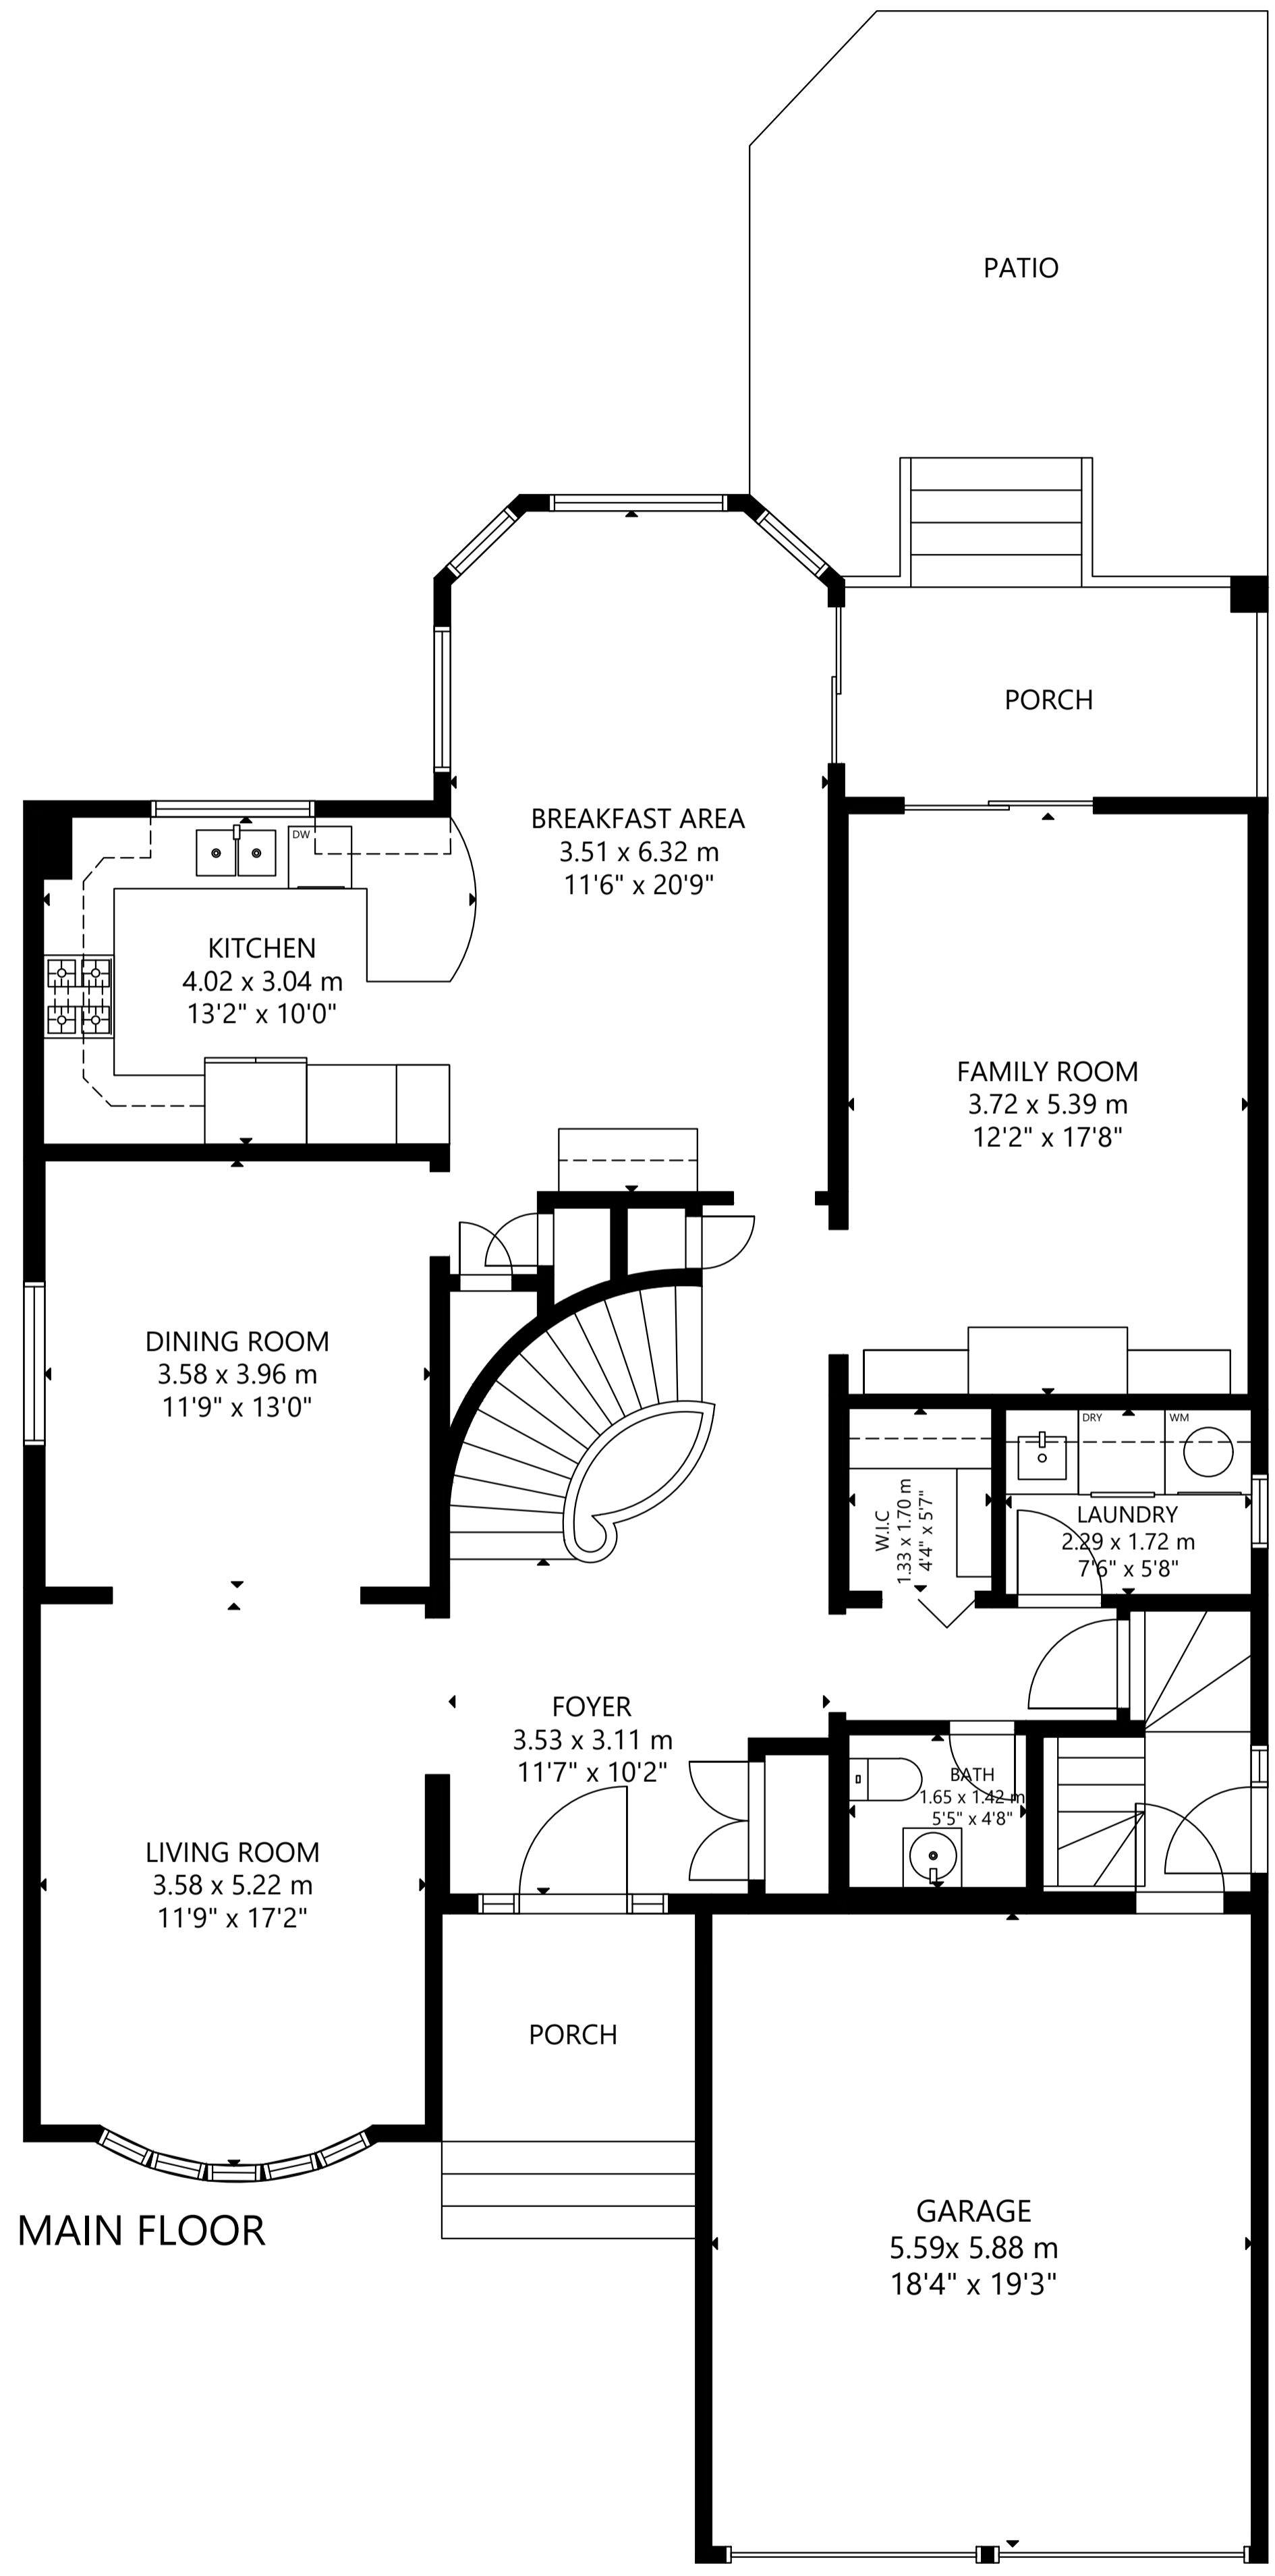 PATIO
PORCH
BREAKFAST AREA
3.51 x 6.32 m
11'6" x 20'9"
DW
KITCHEN
4.02 x 3.04 m
13'2" x 10'0"
FAMILY ROOM
3.72 x 5.39 m
12'2" x 17'8"
DINING ROOM
3.58 x 3.96 m
11'9" x 13'0"
DRY
WM
W.I.C
1.33 x 1.70 m
4'4" x 5'7"
LAUNDRY
2.29 x 1.72 m
7'6" x 5'8"
FOYER
3.53 x 3.11 m
11'7" x 10'2"
BATH
1.65 x 1.42 m
5'5" x 4'8"
LIVING ROOM
3.58 x 5.22 m
11'9" x 17'2"
PORCH
MAIN FLOOR
GARAGE
5.59x 5.88 m
18'4" x 19'3"